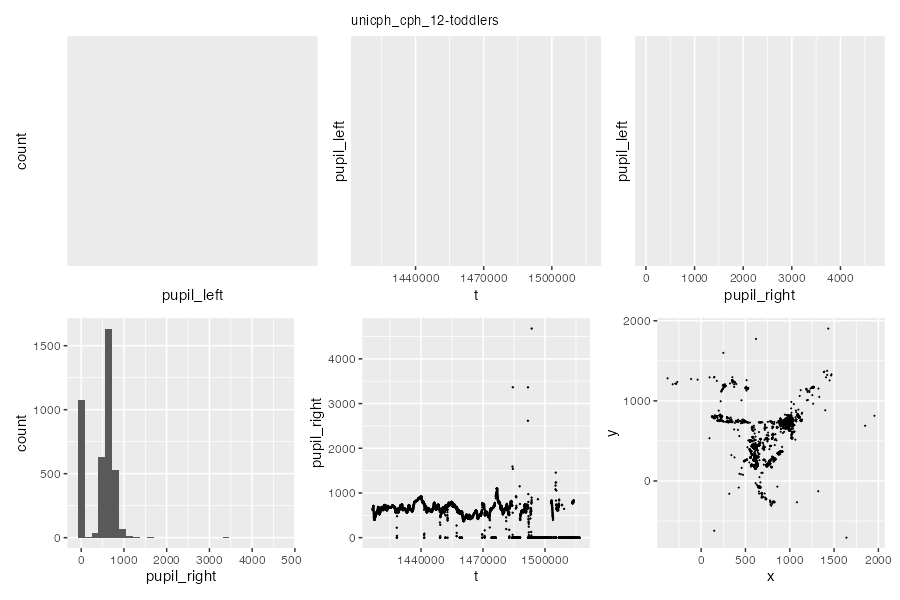 unicph_cph_12-toddlers
count
pupil_left
pupil_left
1440000 1470000 1500000
t
pupil_left
0 1000 2000 3000 4000
pupil_right
count
1500
1000
500
0
0 1000 2000 3000 4000 500
pupil_right
pupil_right
4000
3000
2000
1000
0
1440000 1470000 1500000
t
y
2000
1000
0
0 500 1000 1500 2000
x